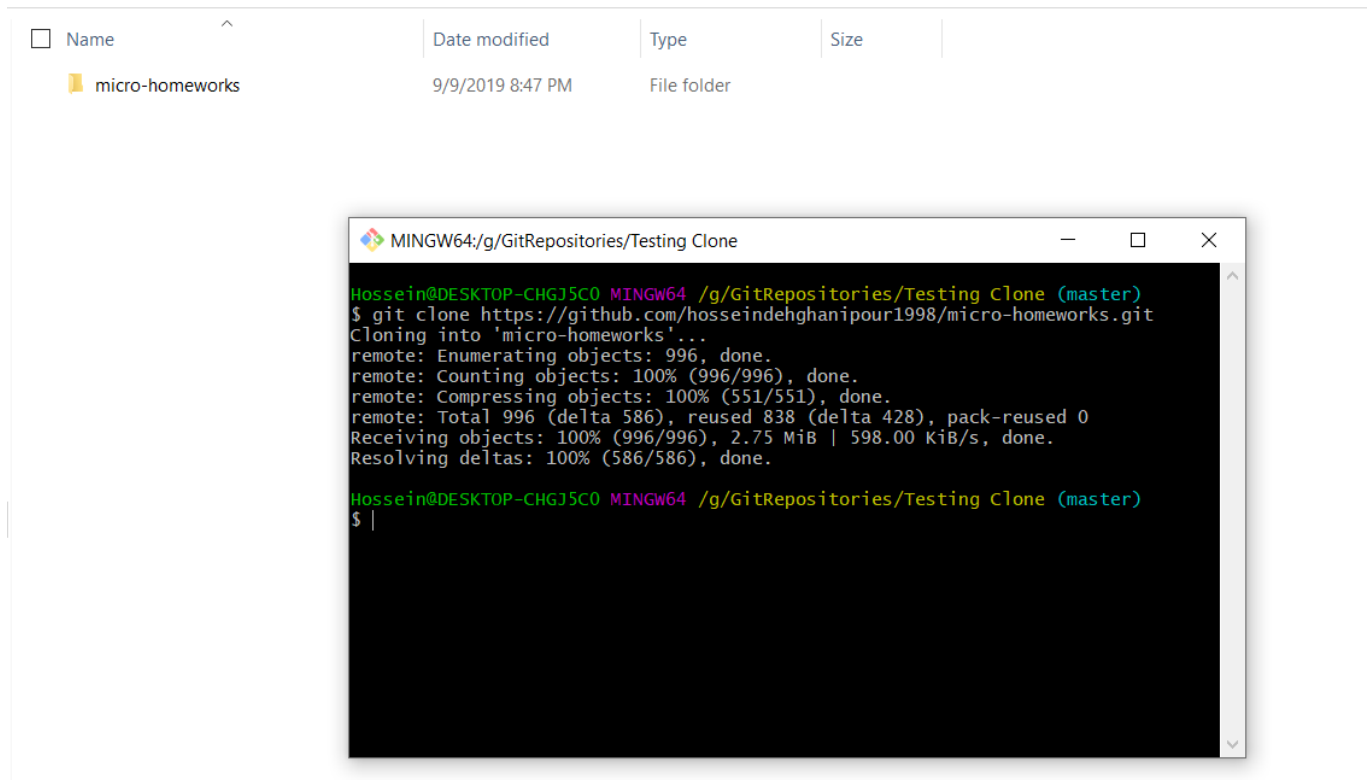 Name Date modified Type Size
micro-homeworks 9/9/2019 8:47 PM File folder
MINGW64:/g/GitRepositories/Testing Clone
Hossein@DESKTOP-CHGJ5CO MINGW64 /g/GitRepositories/Testing Clone (master)
$ git clone https://github.com/hosseindehghanipour1998/micro-homeworks.git
Cloning into 'micro-homeworks'...
remote: Enumerating objects: 996, done.
remote: Counting objects: 100% (996/996), done.
remote: Compressing objects: 100% (551/551), done.
remote: Total 996 (delta 586), reused 838 (delta 428), pack-reused 0
Receiving objects: 100% (996/996), 2.75 MiB | 598.00 KiB/s, done.
Resolving deltas: 100% (586/586), done.
Hossein@DESKTOP-CHGJ5CO MINGW64 /g/GitRepositories/Testing Clone (master)
$